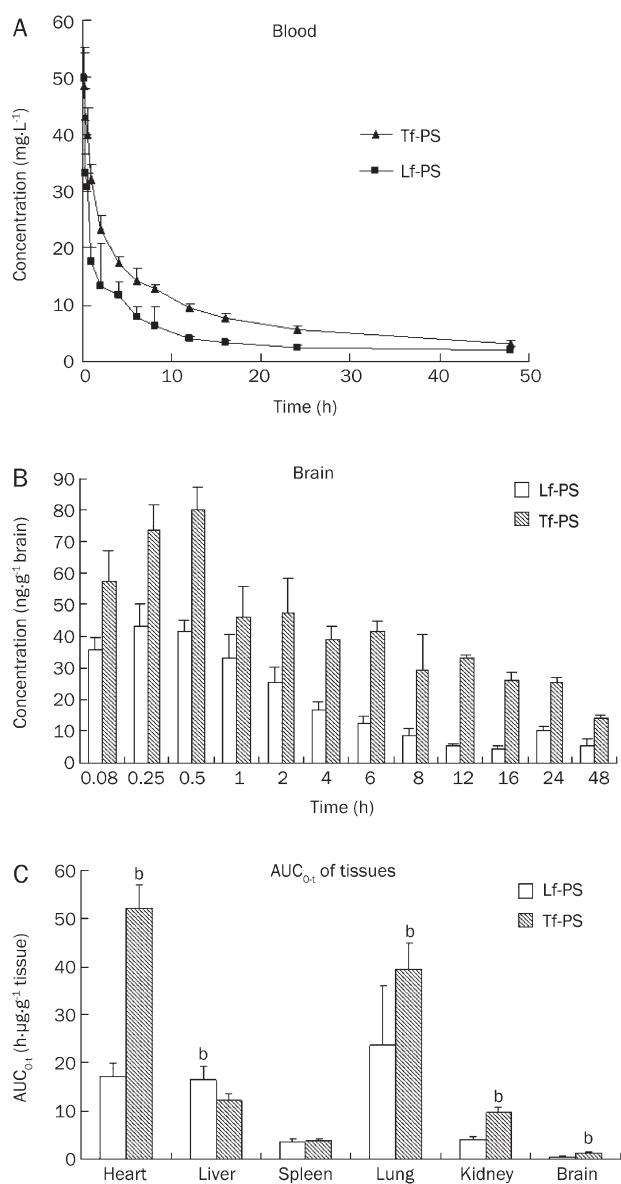 A
Blood
60
50
40
30
20
10
0
Concentration (mg·L⁻¹)
Tf-PS
Lf-PS
0 10 20 30 40 50
Time (h)
B
Brain
90
80
70
60
50
40
30
20
10
0
Concentration (ng·g⁻¹ brain)
Lf-PS
Tf-PS
0.08 0.25 0.5 1 2 4 6 8 12 16 24 48
Time (h)
C
AUC₀₋ₜ of tissues
60
50
40
30
20
10
0
AUC₀₋ₜ (h·μg·g⁻¹ tissue)
Lf-PS
Tf-PS
b
b
b
b
b
Heart Liver Spleen Lung Kidney Brain